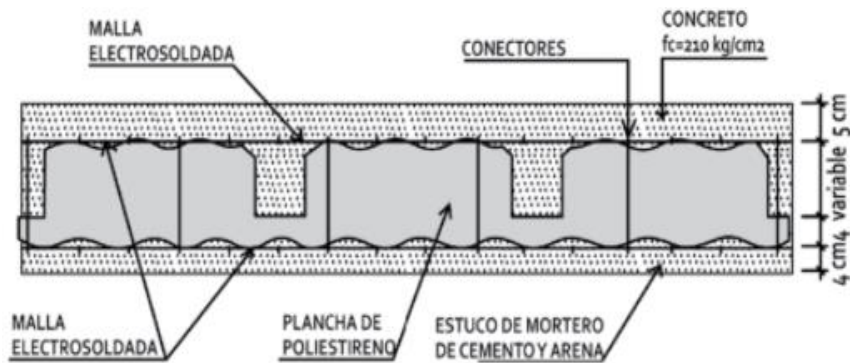 MALLA
ELECTROSOLDADA
CONECTORES
CONCRETO
fc=210 kg/cm2
5 cm
variable
4
4 cm
MALLA
ELECTROSOLDADA
PLANCHA DE
POLIESTIRENO
ESTUCO DE MORTERO
DE CEMENTO Y ARENA